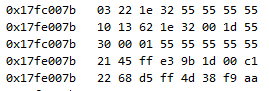 0x17fc007b 03 22 1e 32 55 55 55 55
0x17fe007b 10 13 62 1e 32 00 1d 55
0x17fc007b 30 00 01 55 55 55 55 55
0x17fe007b 21 45 ff e3 9b 1d 00 c1
0x17fe007b 22 68 d5 ff 4d 38 f9 aa